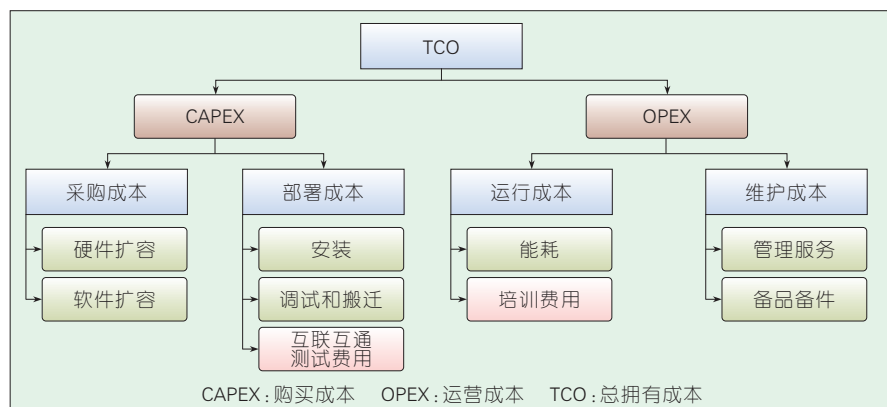 TCO
CAPEX
OPEX
采购成本
部署成本
运行成本
维护成本
硬件扩容
安装
能耗
管理服务
软件扩容
调试和搬迁
培训费用
备品备件
互联互通
测试费用
CAPEX:购买成本 OPEX:运营成本 TCO:总拥有成本